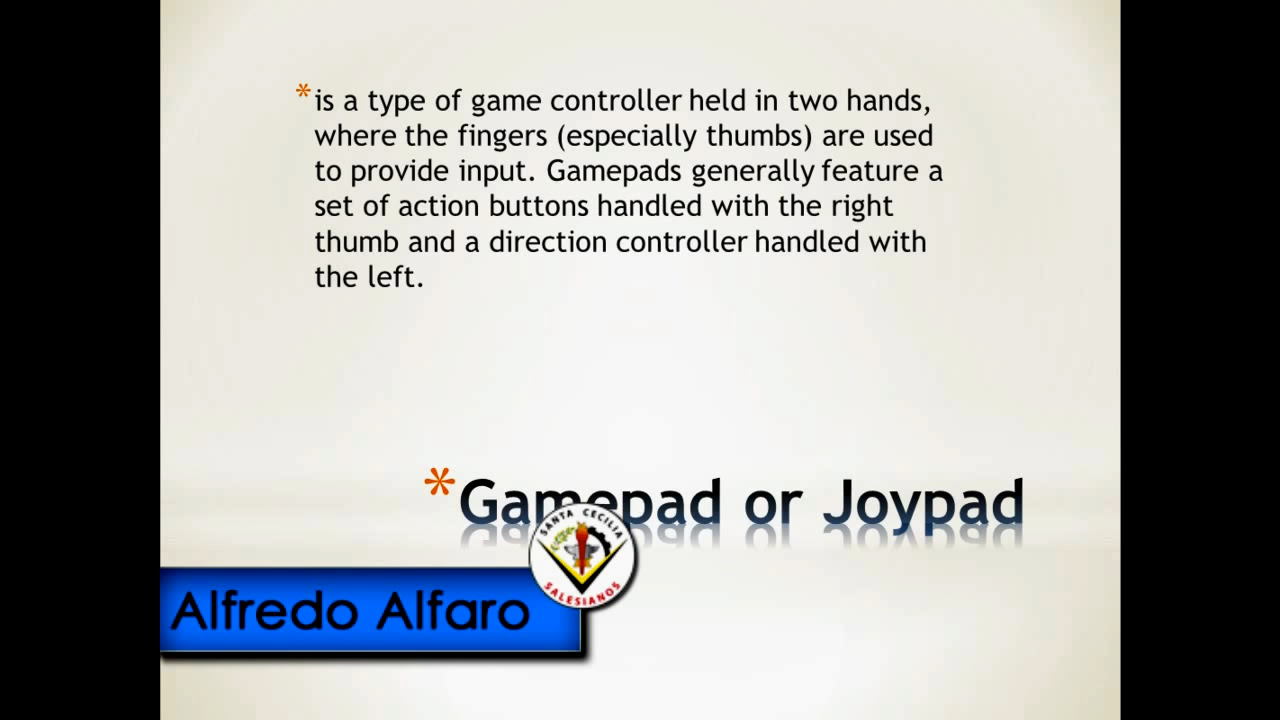 *is a type of game controller held in two hands,
where the fingers (especially thumbs) are used
to provide input. Gamepads generally feature a
set of action buttons handled with the right
thumb and a direction controller handled with
the left.
*Gamepad or Joypad
SANTA CECILIA
SALESIANOS
Alfredo Alfaro